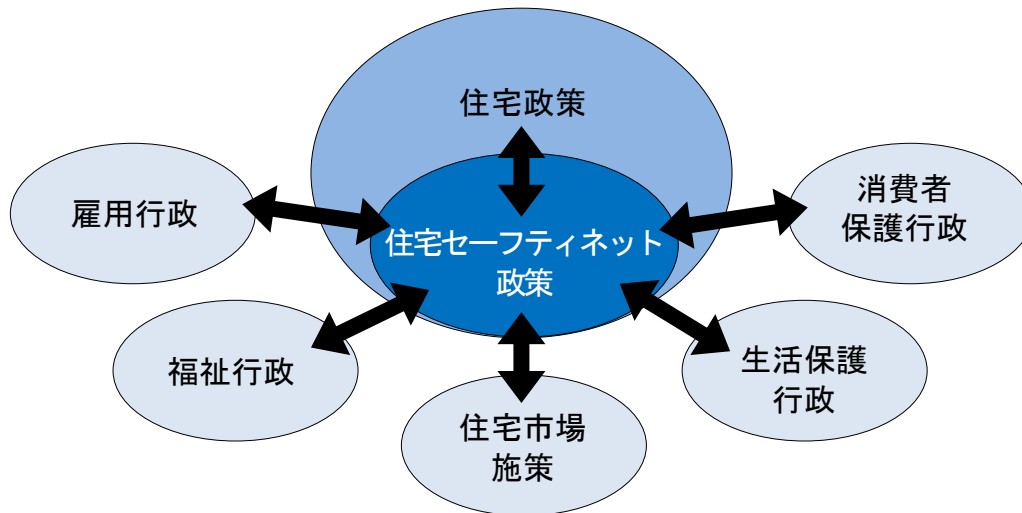 住宅政策
雇用行政
消費者
保護行政
住宅セーフティネット
政策
福祉行政
生活保護
行政
住宅市場
施策